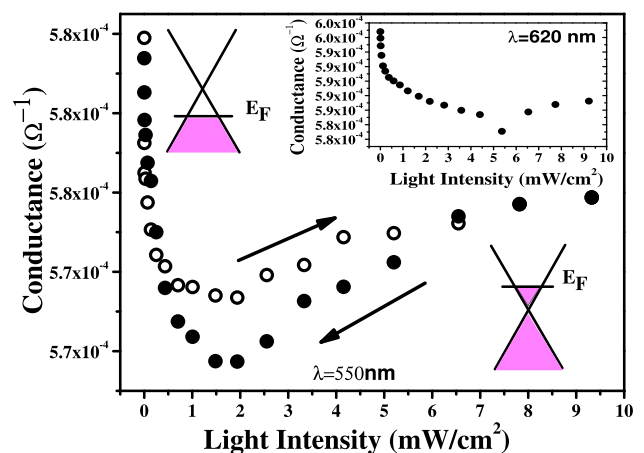 5.8x10⁻⁴
5.8x10⁻⁴
5.8x10⁻⁴
5.7x10⁻⁴
5.7x10⁻⁴
Conductance (Ω⁻¹)
0 1 2 3 4 5 6 7 8 9 10
Light Intensity (mW/cm²)
E_F
E_F
λ=550nm
6.0x10⁻⁴
6.0x10⁻⁴
5.9x10⁻⁴
5.9x10⁻⁴
5.9x10⁻⁴
5.9x10⁻⁴
5.9x10⁻⁴
5.8x10⁻⁴
Conductance (Ω⁻¹)
λ=620 nm
0 1 2 3 4 5 6 7 8 9 10
Light Intensity (mW/cm²)